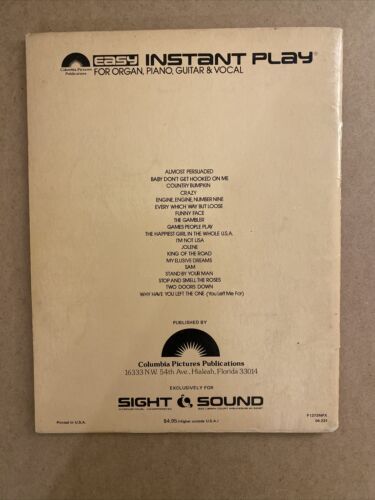 Columbia Pictures
Publications
easy INSTANT PLAY®
FOR ORGAN, PIANO, GUITAR & VOCAL
ALMOST PERSUADED
BABY DON'T GET HOOKED ON ME
COUNTRY BUMPKIN
CRAZY
ENGINE, ENGINE, NUMBER NINE
EVERY WHICH WAY BUT LOOSE
FUNNY FACE
THE GAMBLER
GAMES PEOPLE PLAY
THE HAPPIEST GIRL IN THE WHOLE U.S.A.
I'M NOT LISA
JOLENE
KING OF THE ROAD
MY ELUSIVE DREAMS
SAM
STAND BY YOUR MAN
STOP AND SMELL THE ROSES
TWO DOORS DOWN
WHY HAVE YOU LEFT THE ONE (You Left Me For)
PUBLISHED BY
Columbia Pictures Publications
16333 N.W. 54th Ave., Hialeah, Florida 33014
EXCLUSIVELY FOR
SIGHT & SOUND
Printed in U.S.A.
$4.95 (Higher outside U.S.A.)